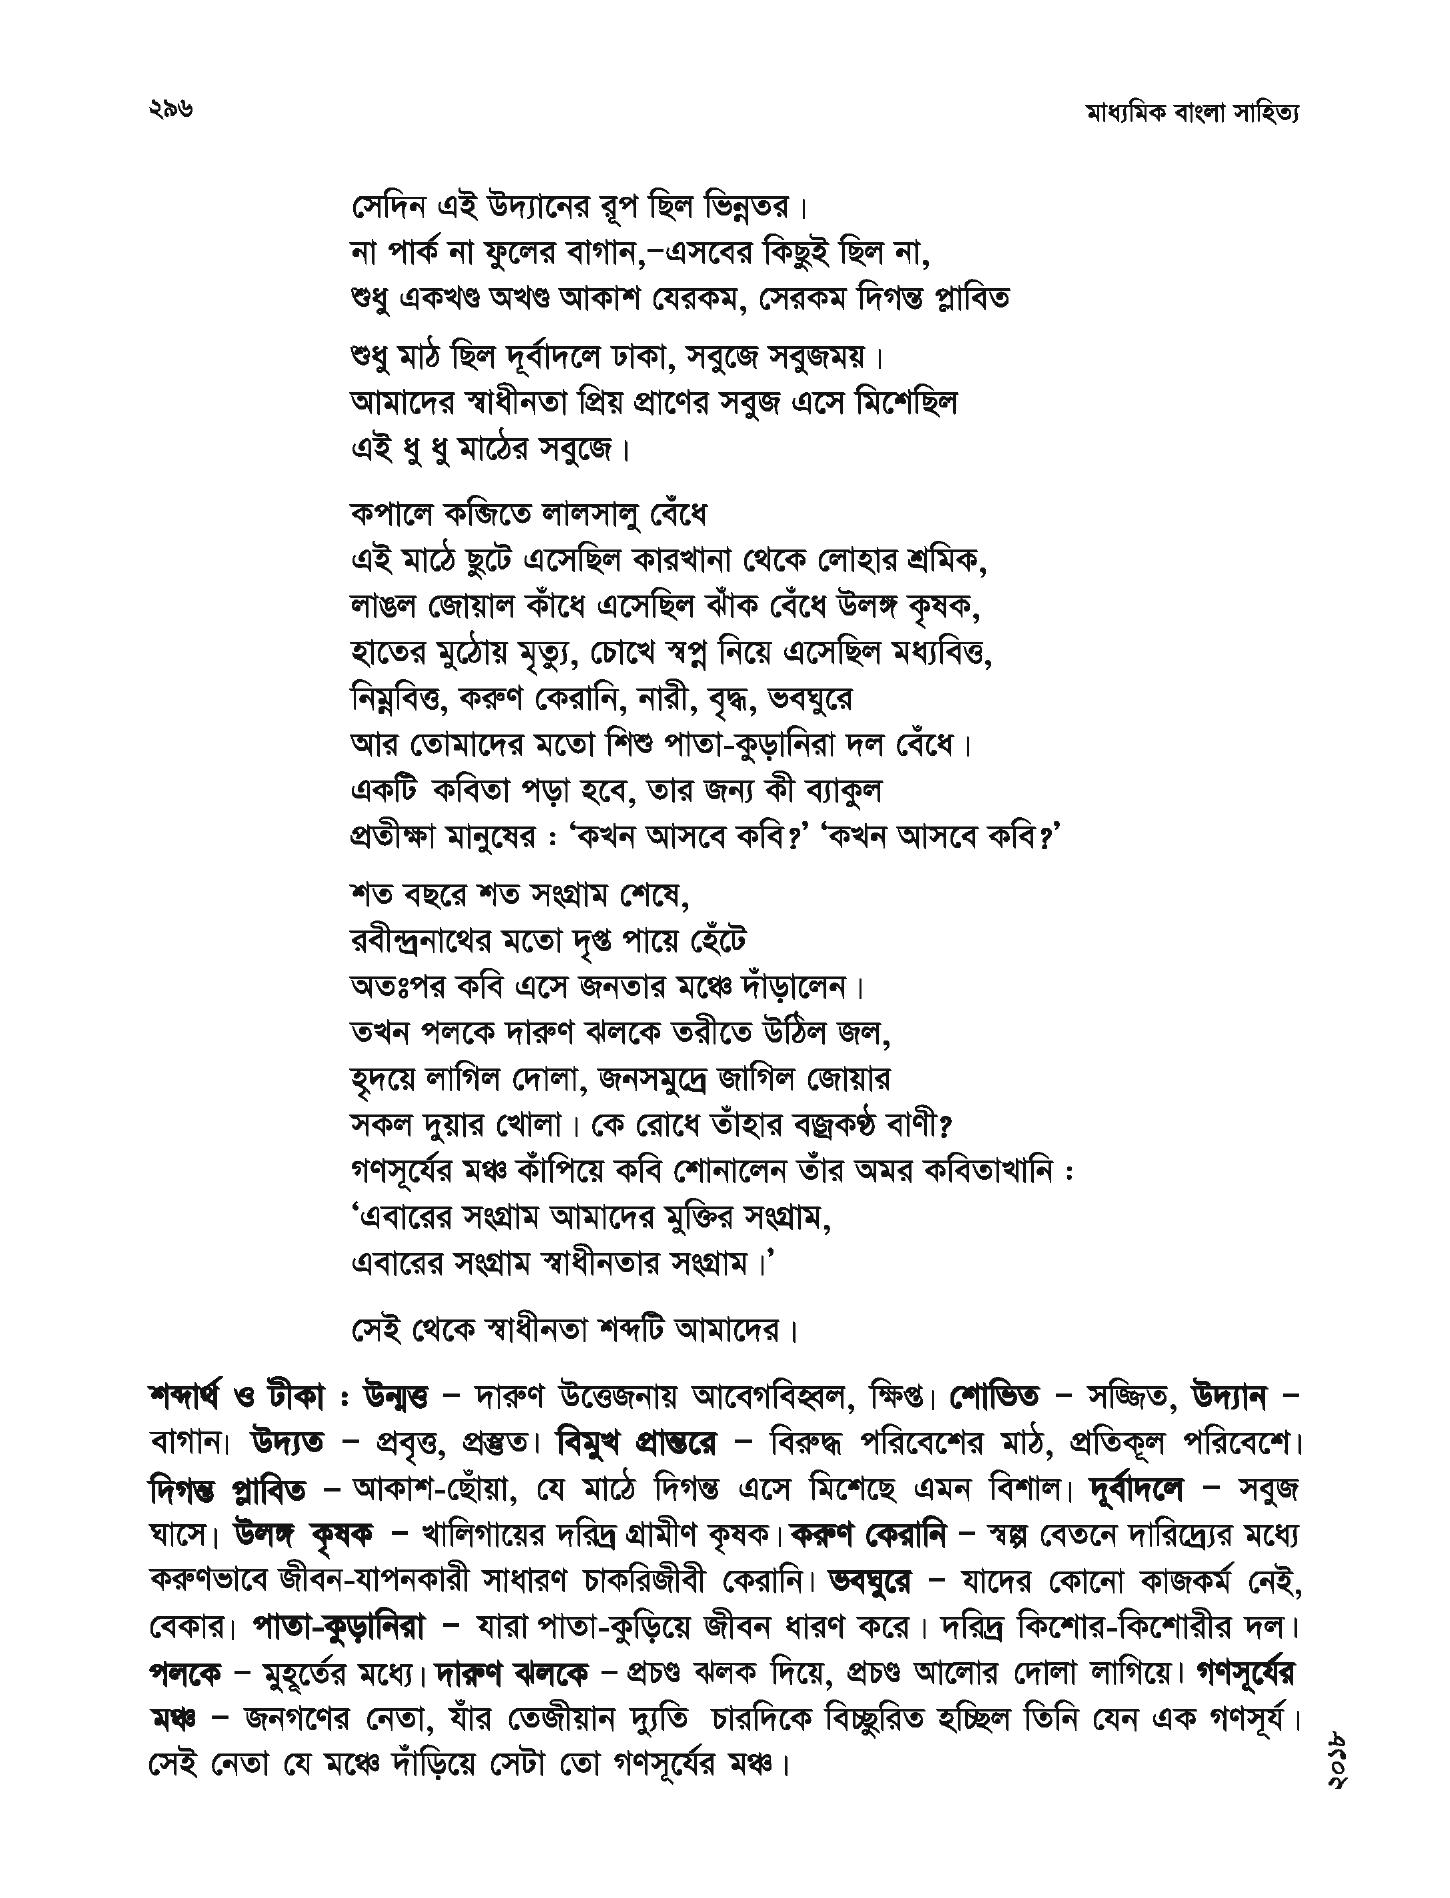 ২৯৬
মাধ্যমিক বাংলা সাহিত্য
সেদিন এই উদ্যানের রূপ ছিল ভিন্নতর।
না পার্ক না ফুলের বাগান,–এসবের কিছুই ছিল না,
শুধু একখণ্ড অখণ্ড আকাশ যেরকম, সেরকম দিগন্ত প্লাবিত
শুধু মাঠ ছিল দূর্বাদলে ঢাকা, সবুজে সবুজময়।
আমাদের স্বাধীনতা প্রিয় প্রাণের সবুজ এসে মিশেছিল
এই ধু ধু মাঠের সবুজে।
কপালে কব্জিতে লালসালু বেঁধে
এই মাঠে ছুটে এসেছিল কারখানা থেকে লোহার শ্রমিক,
লাঙল জোয়াল কাঁধে এসেছিল ঝাঁক বেঁধে উলঙ্গ কৃষক,
হাতের মুঠোয় মৃত্যু, চোখে স্বপ্ন নিয়ে এসেছিল মধ্যবিত্ত,
নিম্নবিত্ত, করুণ কেরানি, নারী, বৃদ্ধ, ভবঘুরে
আর তোমাদের মতো শিশু পাতা-কুড়ানিরা দল বেঁধে।
একটি কবিতা পড়া হবে, তার জন্য কী ব্যাকুল
প্রতীক্ষা মানুষের : ‘কখন আসবে কবি?’ ‘কখন আসবে কবি?’
শত বছরে শত সংগ্রাম শেষে,
রবীন্দ্রনাথের মতো দৃপ্ত পায়ে হেঁটে
অতঃপর কবি এসে জনতার মঞ্চে দাঁড়ালেন।
তখন পলকে দারুণ ঝলকে তরীতে উঠিল জল,
হৃদয়ে লাগিল দোলা, জনসমুদ্রে জাগিল জোয়ার
সকল দুয়ার খোলা। কে রোধে তাঁহার বজ্রকণ্ঠ বাণী?
গণসূর্যের মঞ্চ কাঁপিয়ে কবি শোনালেন তাঁর অমর কবিতাখানি :
‘এবারের সংগ্রাম আমাদের মুক্তির সংগ্রাম,
এবারের সংগ্রাম স্বাধীনতার সংগ্রাম।’
সেই থেকে স্বাধীনতা শব্দটি আমাদের।
শব্দার্থ ও টীকা : উন্মত্ত – দারুণ উত্তেজনায় আবেগবিহ্বল, ক্ষিপ্ত। শোভিত – সজ্জিত, উদ্যান –
বাগান। উদ্যত – প্রবৃত্ত, প্রস্তুত। বিমুখ প্রান্তরে – বিরুদ্ধ পরিবেশের মাঠ, প্রতিকূল পরিবেশে।
দিগন্ত প্লাবিত – আকাশ-ছোঁয়া, যে মাঠে দিগন্ত এসে মিশেছে এমন বিশাল। দূর্বাদলে – সবুজ
ঘাসে। উলঙ্গ কৃষক – খালিগায়ের দরিদ্র গ্রামীণ কৃষক। করুণ কেরানি – স্বল্প বেতনে দারিদ্র্যের মধ্যে
করুণভাবে জীবন-যাপনকারী সাধারণ চাকরিজীবী কেরানি। ভবঘুরে – যাদের কোনো কাজকর্ম নেই,
বেকার। পাতা-কুড়ানিরা – যারা পাতা-কুড়িয়ে জীবন ধারণ করে। দরিদ্র কিশোর-কিশোরীর দল।
পলকে – মুহূর্তের মধ্যে। দারুণ ঝলকে – প্রচণ্ড ঝলক দিয়ে, প্রচণ্ড আলোর দোলা লাগিয়ে। গণসূর্যের
মঞ্চ – জনগণের নেতা, যাঁর তেজীয়ান দ্যুতি চারদিকে বিচ্ছুরিত হচ্ছিল তিনি যেন এক গণসূর্য।
সেই নেতা যে মঞ্চে দাঁড়িয়ে সেটা তো গণসূর্যের মঞ্চ।
২০১৮